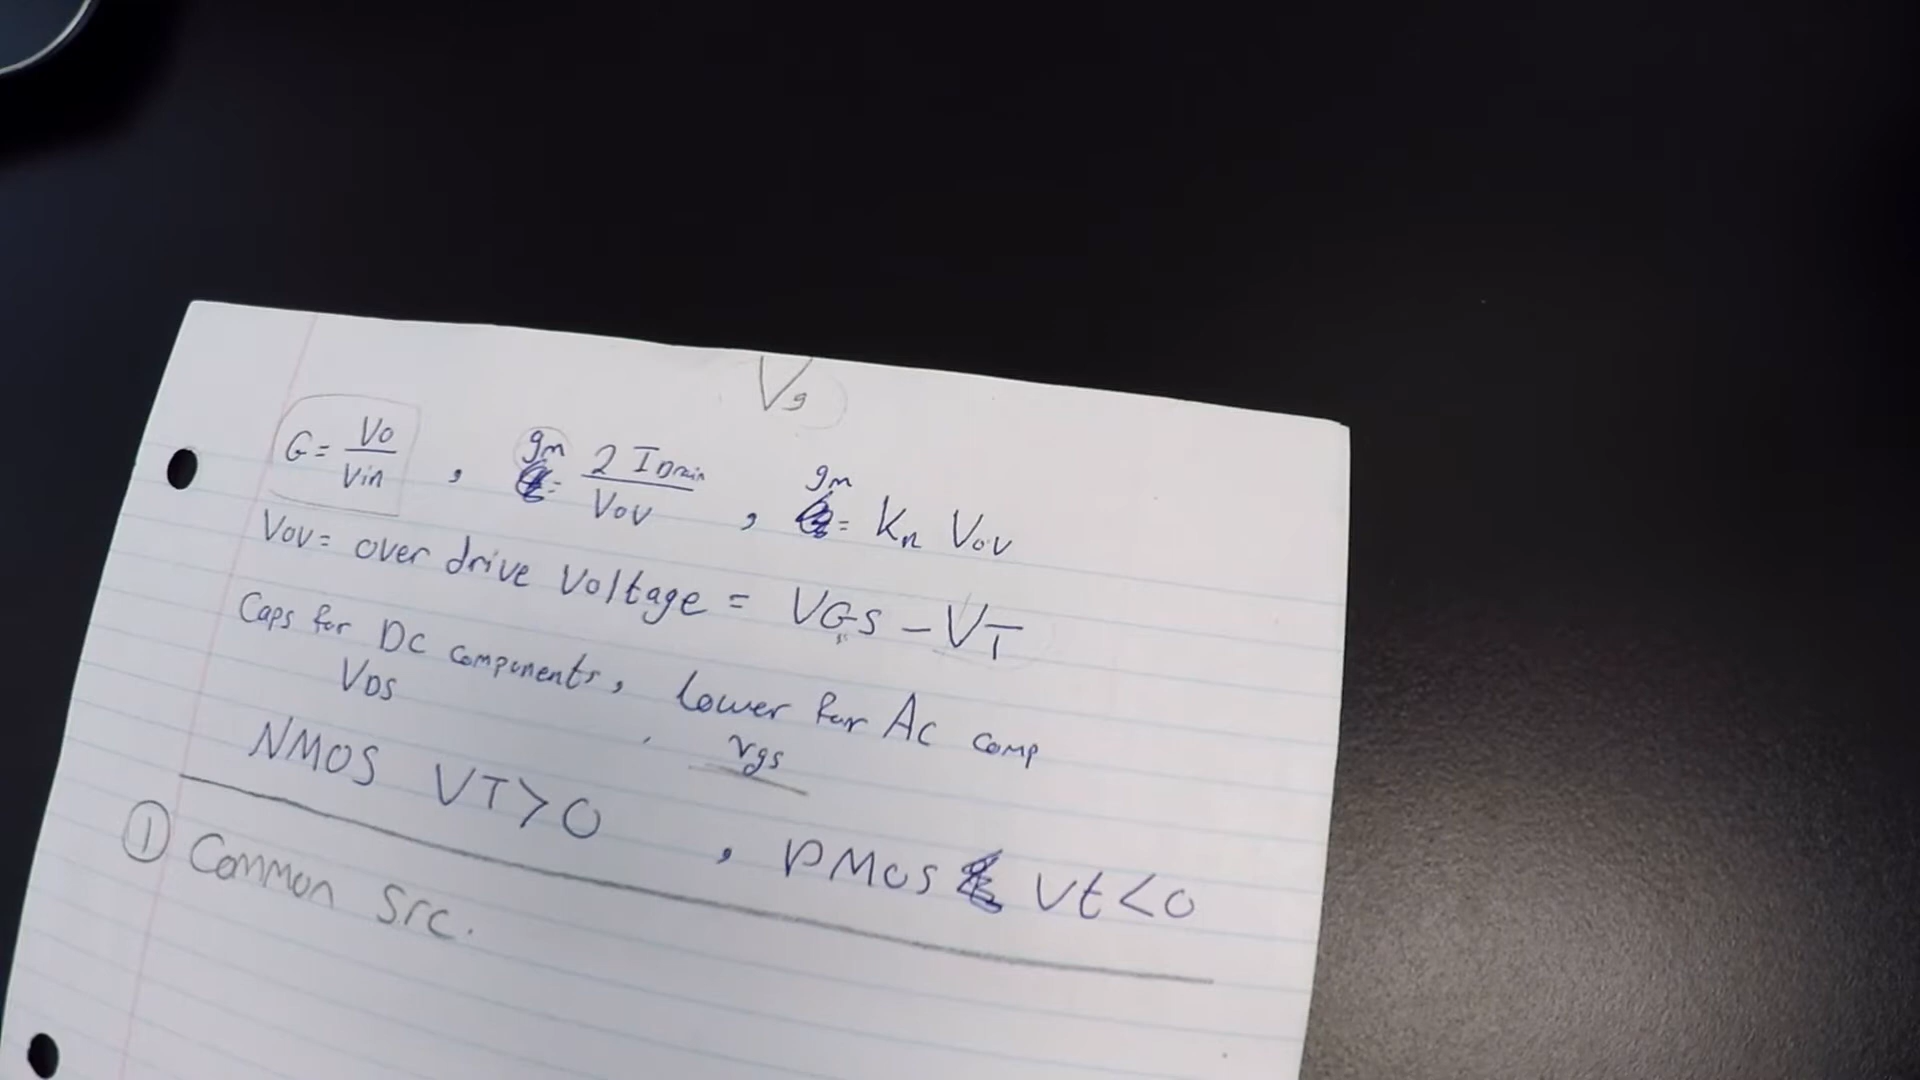 Vg
G = Vo/Vin , gm = 2 IDrain/Vov , gm = Kn Vov
Vov = over drive Voltage = VGS - VT
Caps for DC components, lower for Ac comp
VDS vgs
NMOS VT>0 , PMOS Vt<0
① Common Src.